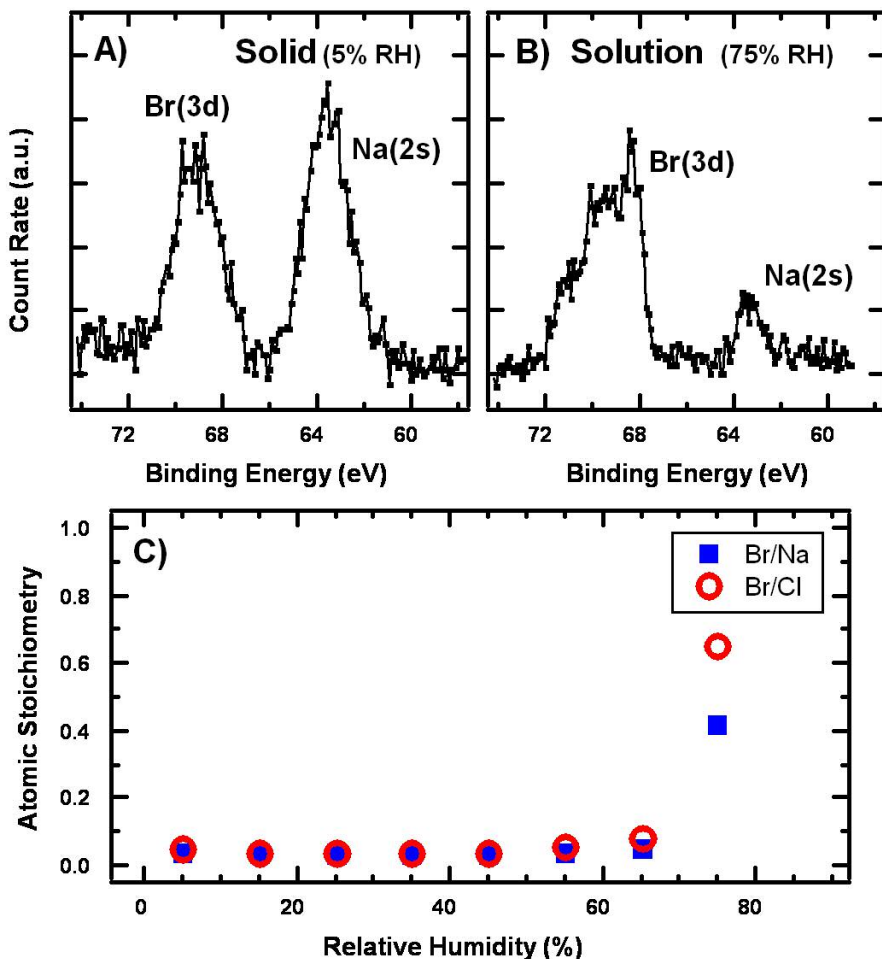 A) Solid (5% RH)
Br(3d)
Na(2s)
Count Rate (a.u.)
72 68 64 60
Binding Energy (eV)
B) Solution (75% RH)
Br(3d)
Na(2s)
72 68 64 60
Binding Energy (eV)
C)
Br/Na
Br/Cl
Atomic Stoichiometry
1.0
0.8
0.6
0.4
0.2
0.0
0 20 40 60 80
Relative Humidity (%)